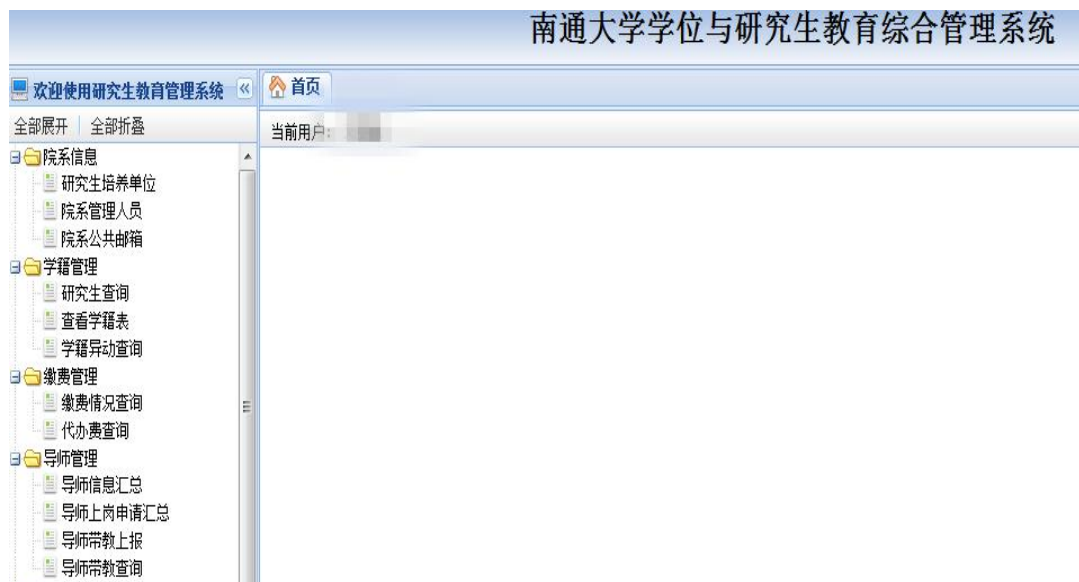 南通大学学位与研究生教育综合管理系统
欢迎使用研究生教育管理系统
首页
全部展开 全部折叠
当前用户:
院系信息
研究生培养单位
院系管理人员
院系公共邮箱
学籍管理
研究生查询
查看学籍表
学籍异动查询
缴费管理
缴费情况查询
代办费查询
导师管理
导师信息汇总
导师上岗申请汇总
导师带教上报
导师带教查询